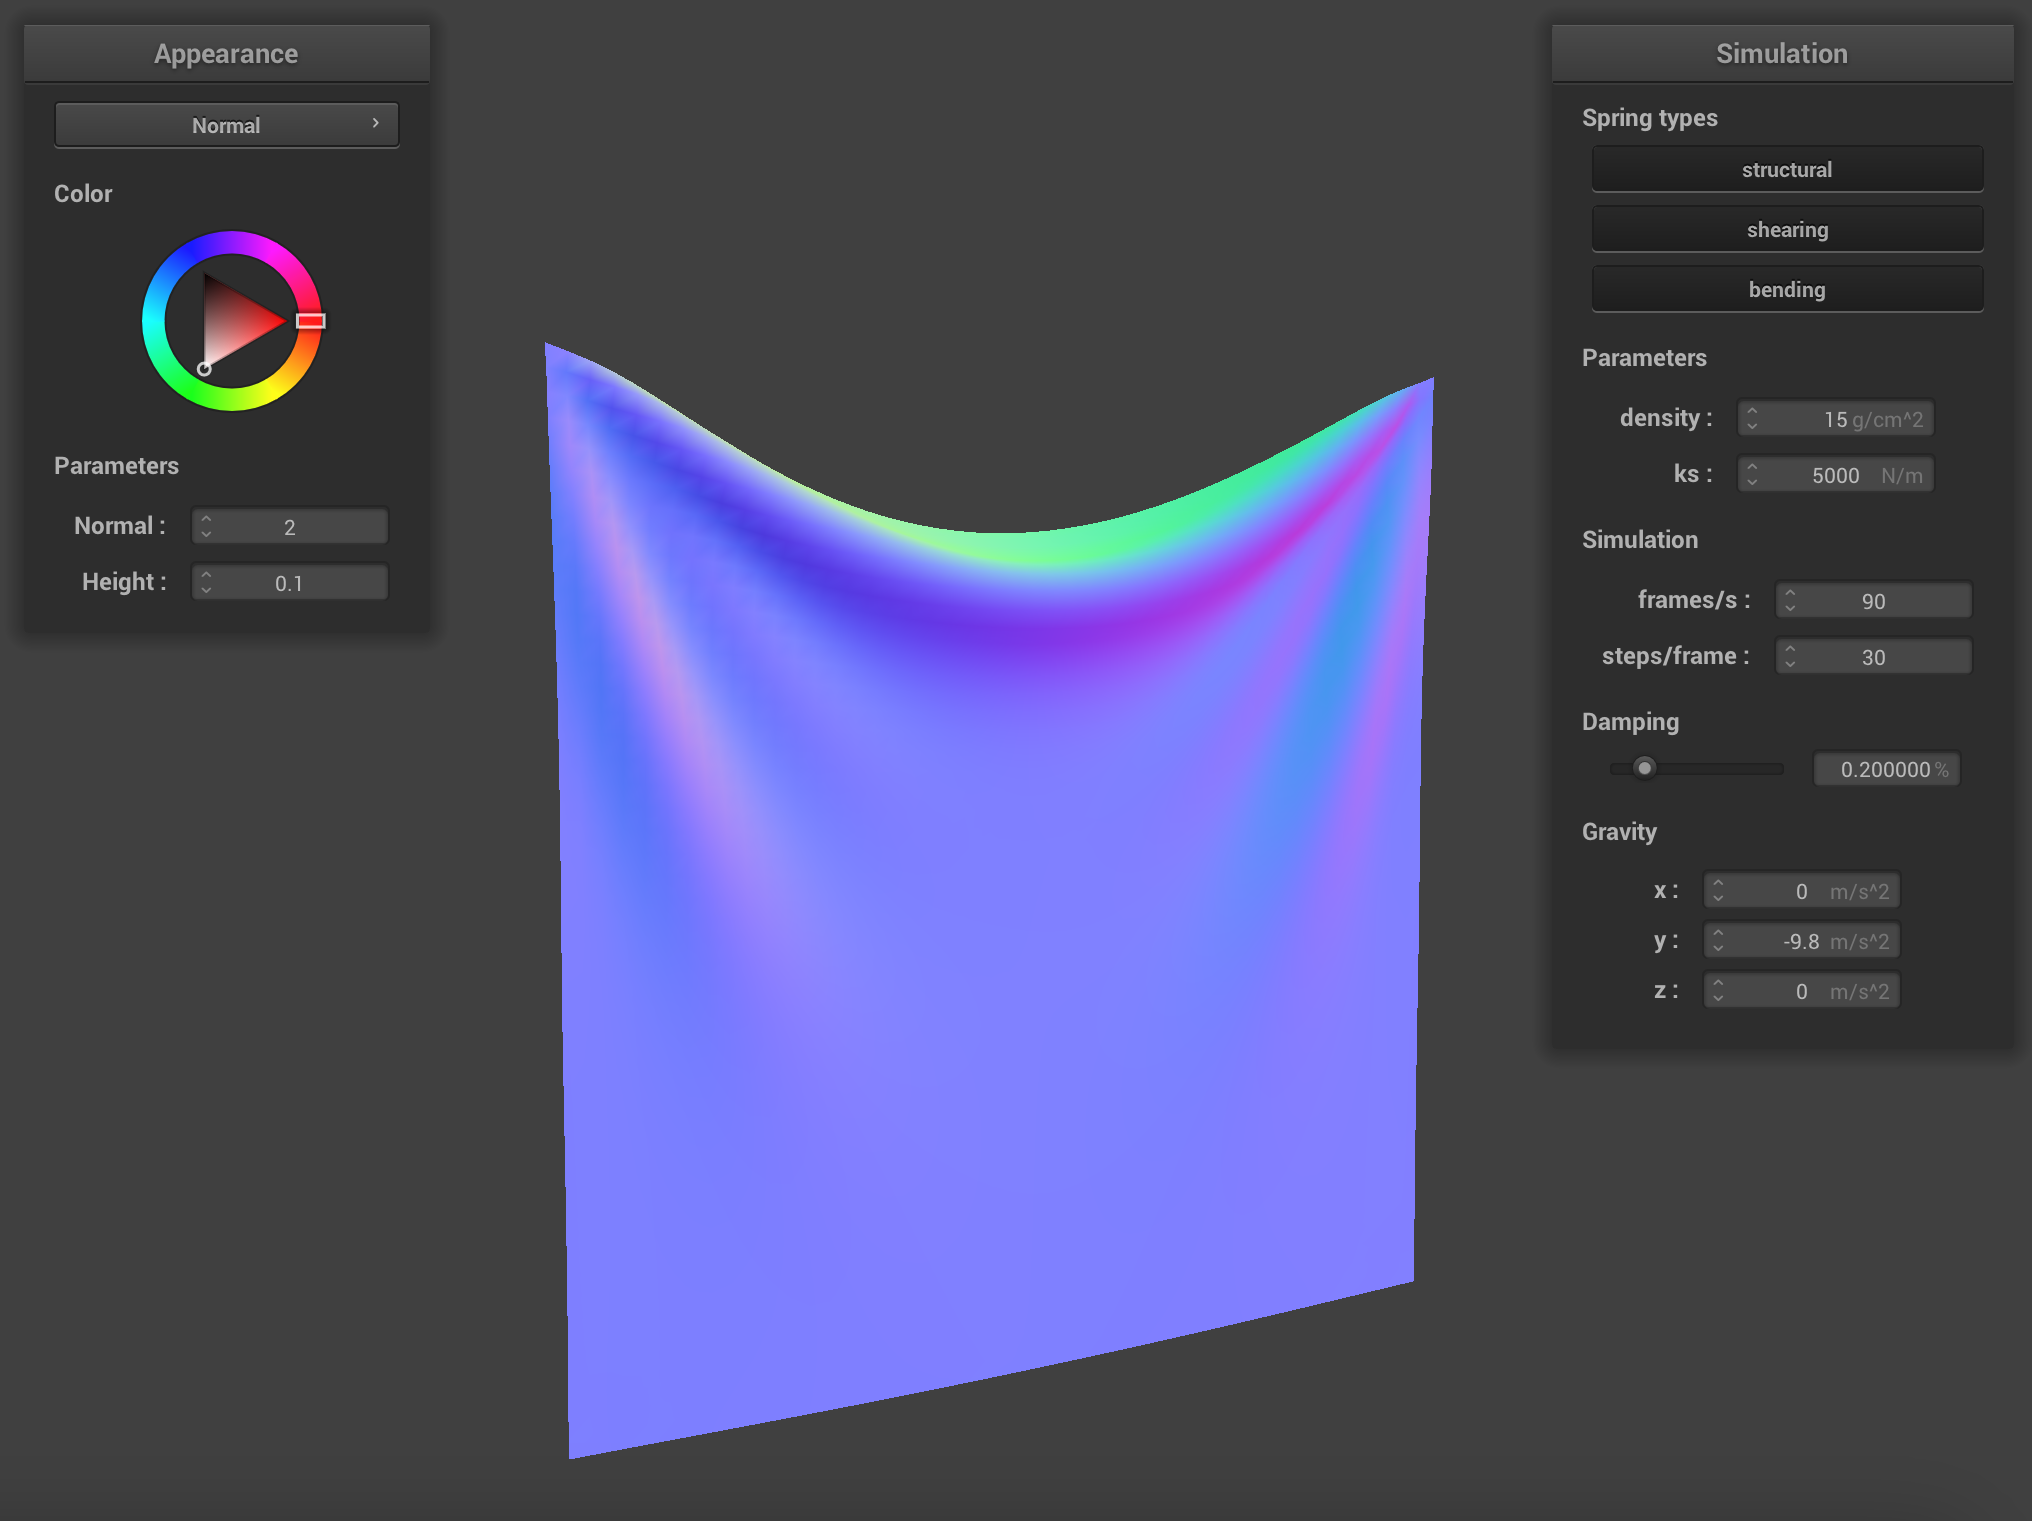 Appearance
Normal
Color
Parameters
Normal : 2
Height : 0.1
Simulation
Spring types
structural
shearing
bending
Parameters
density : 15 g/cm^2
ks : 5000 N/m
Simulation
frames/s : 90
steps/frame : 30
Damping
0.200000 %
Gravity
x : 0 m/s^2
y : -9.8 m/s^2
z : 0 m/s^2